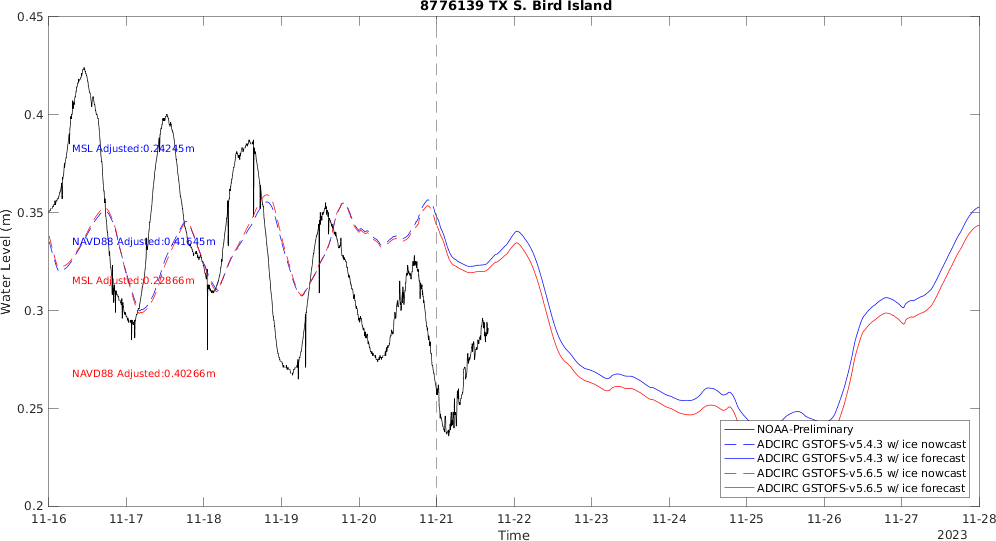 8776139 TX S. Bird Island
Water Level (m)
0.45
0.4
0.35
0.3
0.25
0.2
MSL Adjusted:0.24245m
NAVD88 Adjusted:0.41645m
MSL Adjusted:0.22866m
NAVD88 Adjusted:0.40266m
NOAA-Preliminary
ADCIRC GSTOFS-v5.4.3 w/ ice nowcast
ADCIRC GSTOFS-v5.4.3 w/ ice forecast
ADCIRC GSTOFS-v5.6.5 w/ ice nowcast
ADCIRC GSTOFS-v5.6.5 w/ ice forecast
11-16 11-17 11-18 11-19 11-20 11-21 11-22 11-23 11-24 11-25 11-26 11-27 11-28
Time
2023